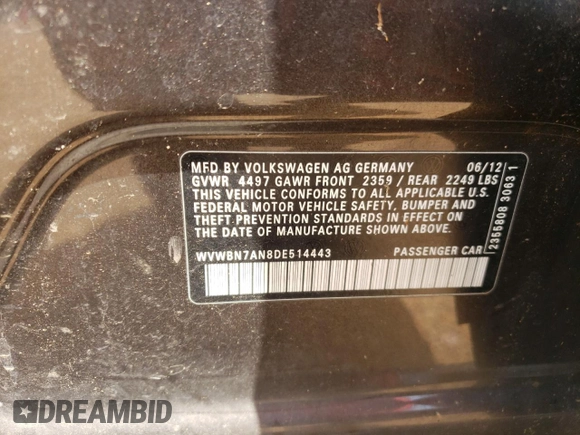 MFD BY VOLKSWAGEN AG GERMANY 06/12
GVWR 4497 GAWR FRONT 2359 / REAR 2249 LBS
THIS VEHICLE CONFORMS TO ALL APPLICABLE U.S.
FEDERAL MOTOR VEHICLE SAFETY, BUMPER AND
THEFT PREVENTION STANDARDS IN EFFECT ON
THE DATE OF MANUFACTURE SHOWN ABOVE.
WVWBN7AN8DE514443 PASSENGER CAR
2355808 3063 1
DREAMBID